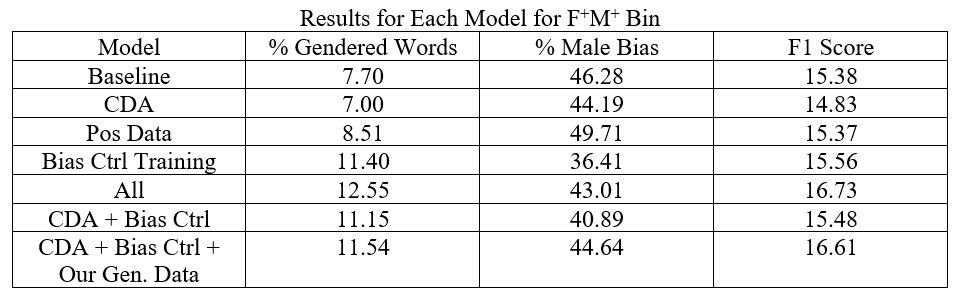 Results for Each Model for F⁺M⁺ Bin
Model % Gendered Words % Male Bias F1 Score
Baseline 7.70 46.28 15.38
CDA 7.00 44.19 14.83
Pos Data 8.51 49.71 15.37
Bias Ctrl Training 11.40 36.41 15.56
All 12.55 43.01 16.73
CDA + Bias Ctrl 11.15 40.89 15.48
CDA + Bias Ctrl + 11.54 44.64 16.61
Our Gen. Data